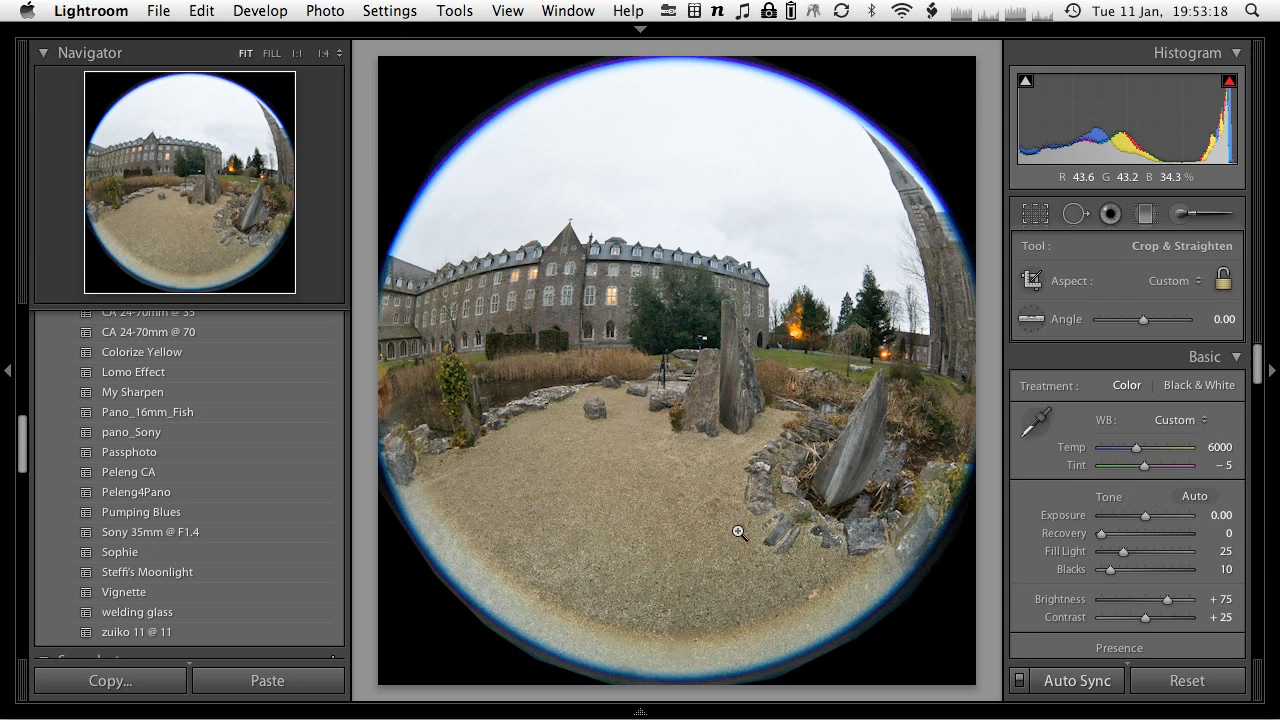 Lightroom File Edit Develop Photo Settings Tools View Window Help Tue 11 Jan, 19:53:18
Navigator FIT FILL 1:1 1:4
CA 24-70mm @ 35
CA 24-70mm @ 70
Colorize Yellow
Lomo Effect
My Sharpen
Pano_16mm_Fish
pano_Sony
Passphoto
Peleng CA
Peleng4Pano
Pumping Blues
Sony 35mm @ F1.4
Sophie
Steffi's Moonlight
Vignette
welding glass
zuiko 11 @ 11
Copy... Paste
Histogram
R 43.6 G 43.2 B 34.3 %
Tool : Crop & Straighten
Aspect : Custom
Angle 0.00
Basic
Treatment : Color Black & White
WB : Custom
Temp 6000
Tint – 5
Tone Auto
Exposure 0.00
Recovery 0
Fill Light 25
Blacks 10
Brightness + 75
Contrast + 25
Presence
Auto Sync Reset